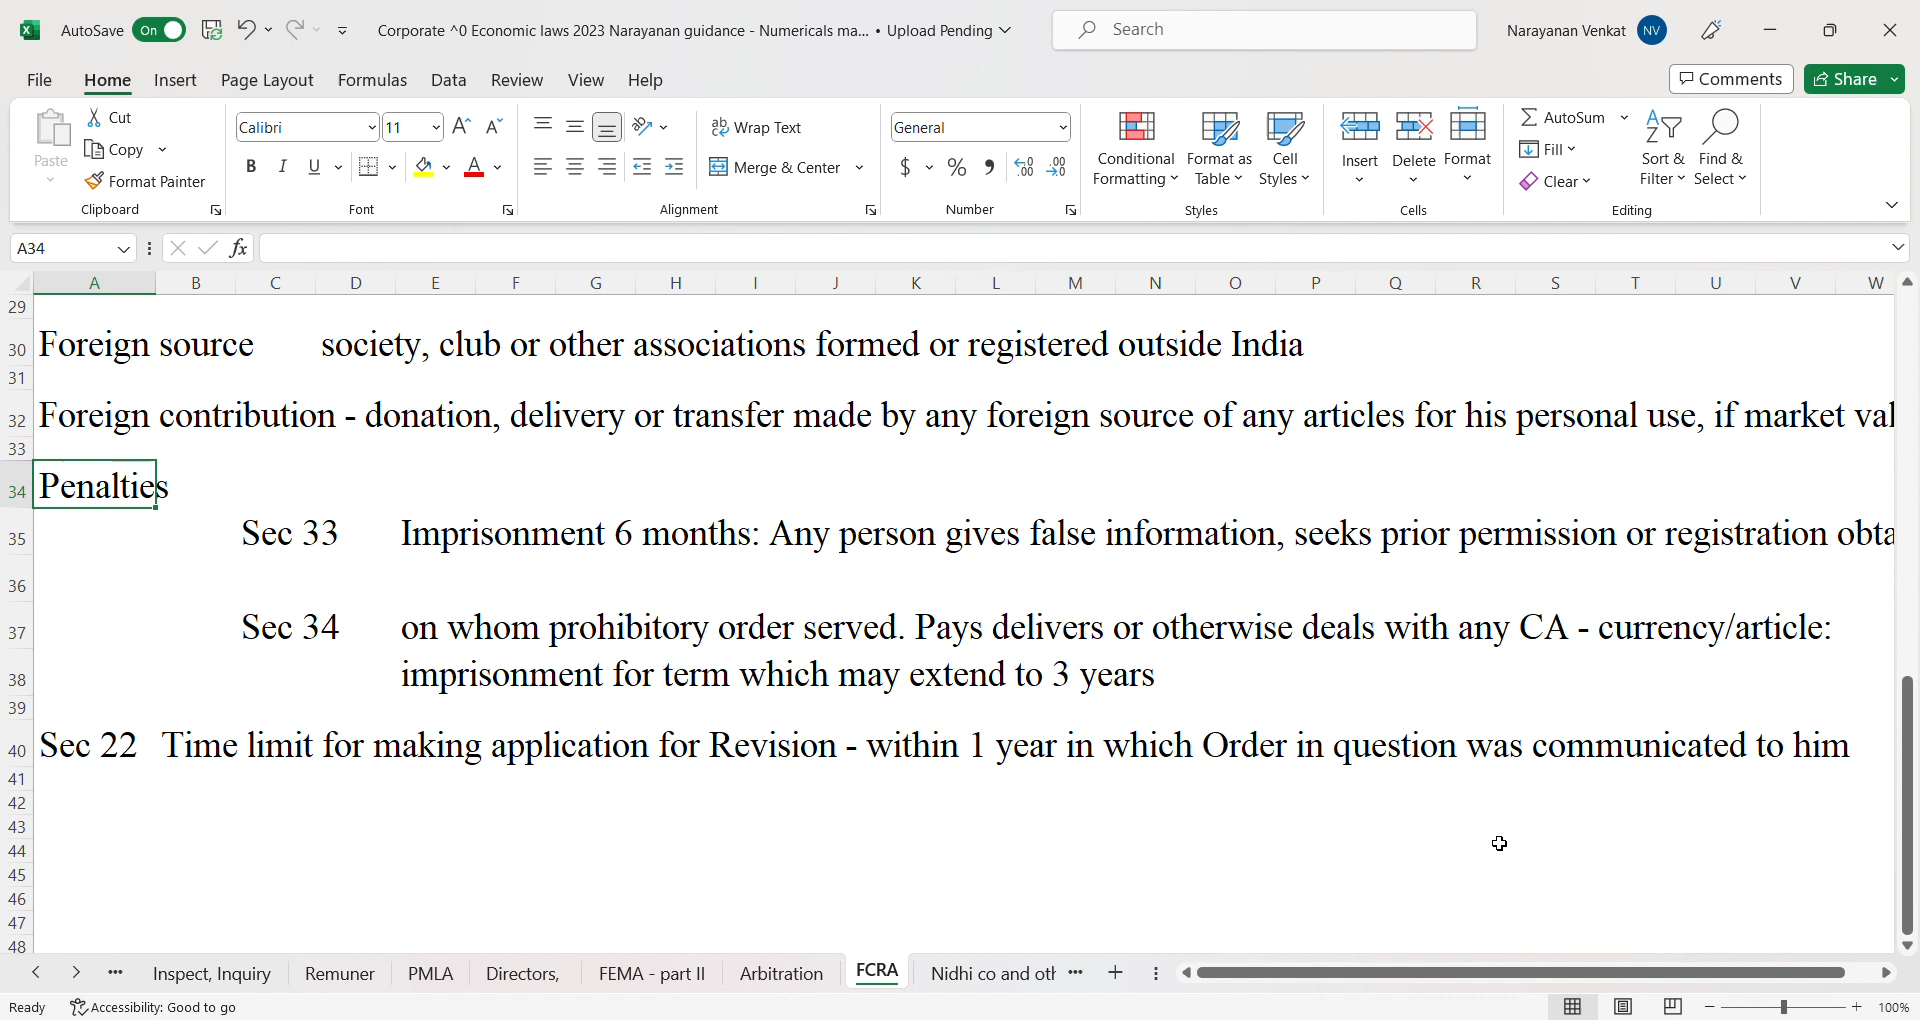 AutoSave On Corporate ^0 Economic laws 2023 Narayanan guidance - Numericals ma... • Upload Pending Search Narayanan Venkat NV
File Home Insert Page Layout Formulas Data Review View Help Comments Share
Paste Cut Copy Format Painter Clipboard
Calibri 11 B I U A Font
ab Wrap Text Merge & Center Alignment
General $ % Number
Conditional Formatting Format as Table Cell Styles Styles
Insert Delete Format Cells
AutoSum Fill Clear Sort & Filter Find & Select Editing
A34 fx
A B C D E F G H I J K L M N O P Q R S T U V W
29
30 Foreign source society, club or other associations formed or registered outside India
31
32 Foreign contribution - donation, delivery or transfer made by any foreign source of any articles for his personal use, if market val
33
34 Penalties
35 Sec 33 Imprisonment 6 months: Any person gives false information, seeks prior permission or registration obta
36
37 Sec 34 on whom prohibitory order served. Pays delivers or otherwise deals with any CA - currency/article:
38 imprisonment for term which may extend to 3 years
39
40 Sec 22 Time limit for making application for Revision - within 1 year in which Order in question was communicated to him
41
42
43
44
45
46
47
48
Inspect, Inquiry Remuner PMLA Directors, FEMA - part II Arbitration FCRA Nidhi co and oth
Ready Accessibility: Good to go 100%